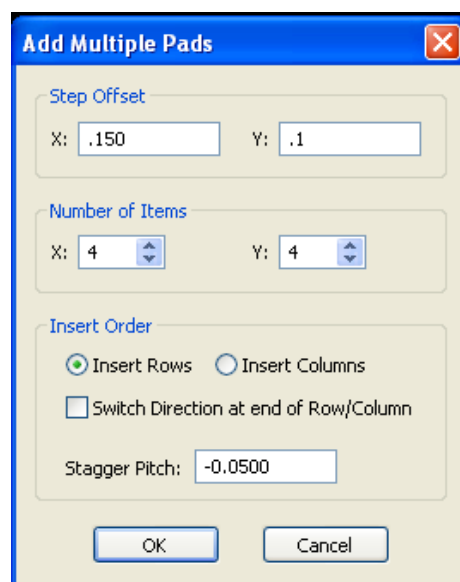 Add Multiple Pads
Step Offset
X: .150 Y: .1
Number of Items
X: 4 Y: 4
Insert Order
Insert Rows Insert Columns
Switch Direction at end of Row/Column
Stagger Pitch: -0.0500
OK Cancel